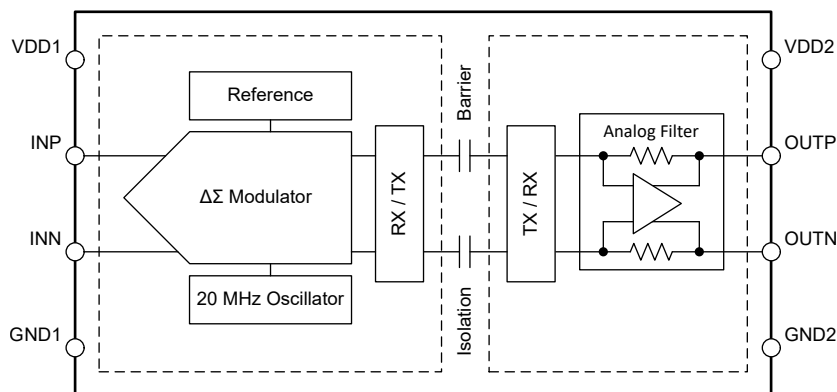 VDD1
VDD2
Reference
Barrier
Analog Filter
INP
OUTP
ΔΣ Modulator
RX / TX
TX / RX
INN
OUTN
20 MHz Oscillator
Isolation
GND1
GND2